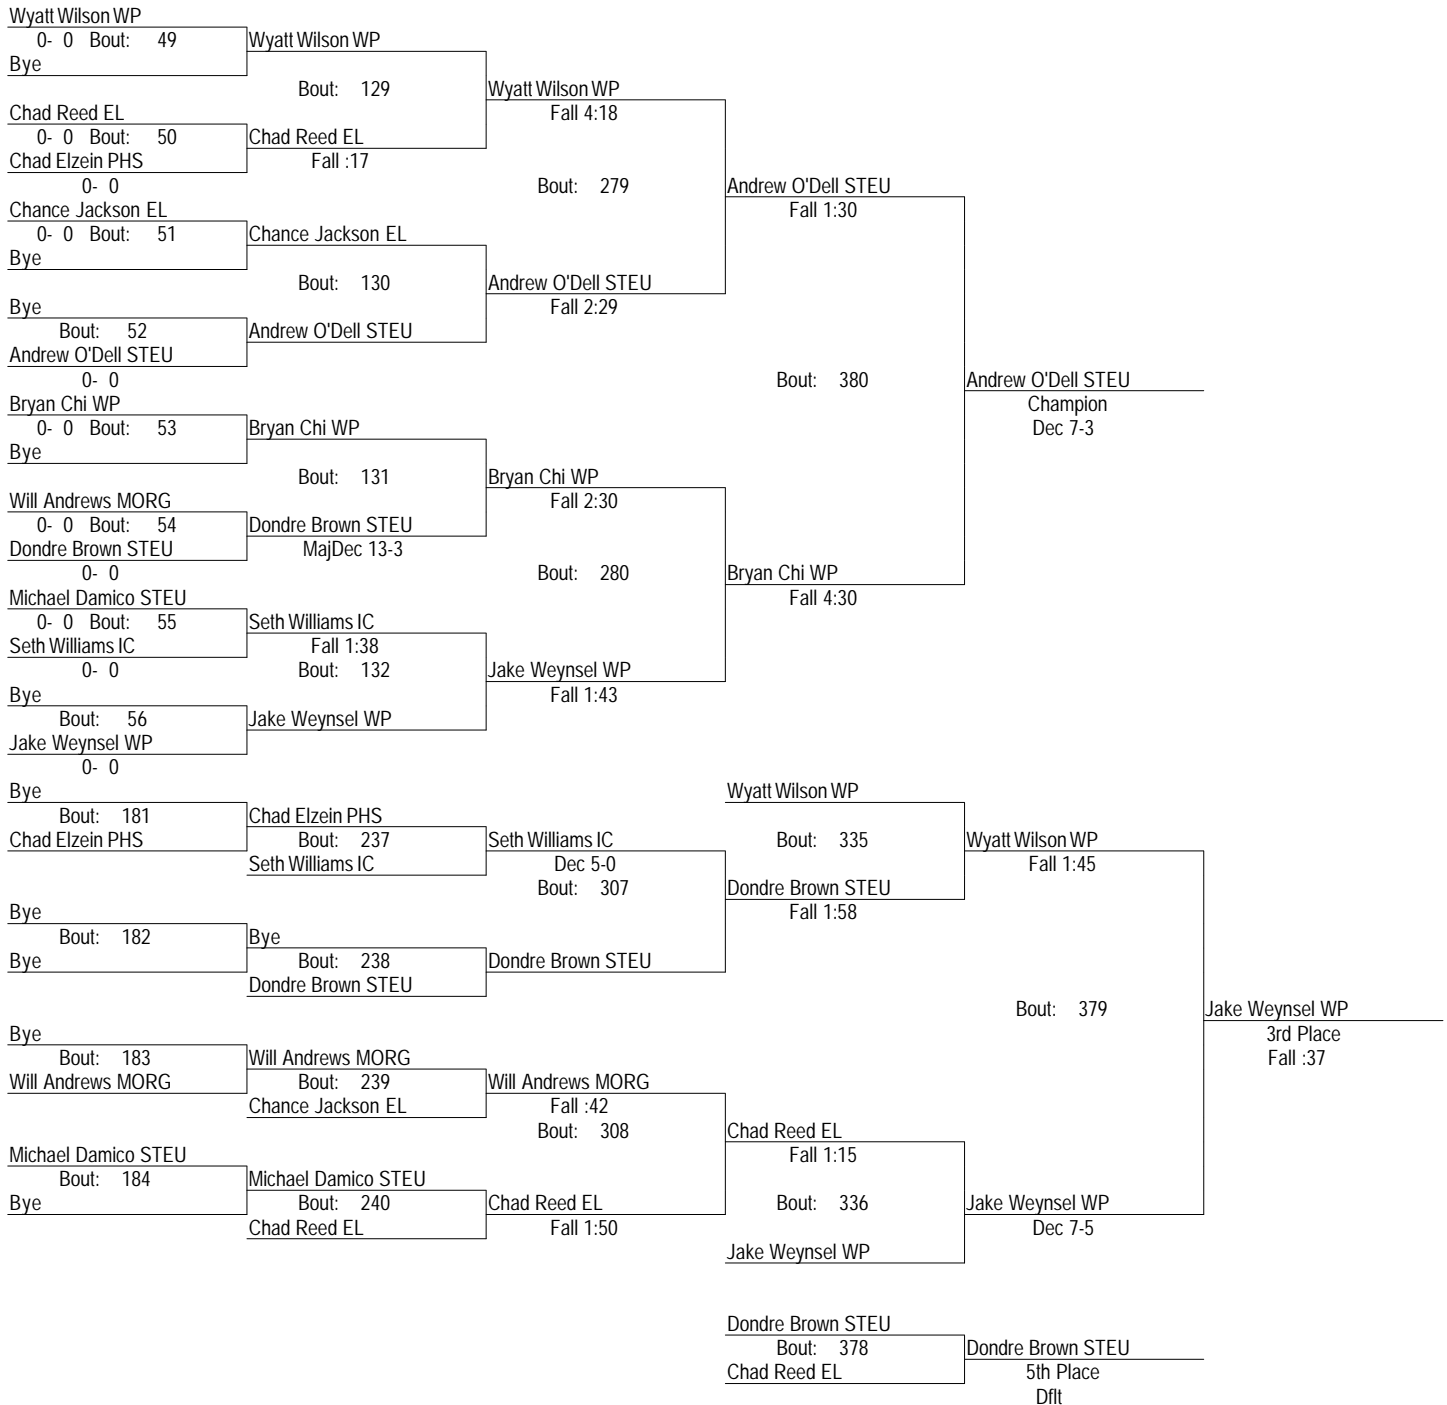 Wyatt Wilson WP
0- 0 Bout: 49 Wyatt Wilson WP
Bye
Bout: 129 Wyatt Wilson WP
Chad Reed EL Fall 4:18
0- 0 Bout: 50 Chad Reed EL
Chad Elzein PHS Fall :17
0- 0 Bout: 279 Andrew O'Dell STEU
Chance Jackson EL Fall 1:30
0- 0 Bout: 51 Chance Jackson EL
Bye
Bout: 130 Andrew O'Dell STEU
Bye Fall 2:29
Bout: 52 Andrew O'Dell STEU
Andrew O'Dell STEU
0- 0 Bout: 380 Andrew O'Dell STEU
Bryan Chi WP Champion
0- 0 Bout: 53 Bryan Chi WP Dec 7-3
Bye
Bout: 131 Bryan Chi WP
Will Andrews MORG Fall 2:30
0- 0 Bout: 54 Dondre Brown STEU
Dondre Brown STEU MajDec 13-3
0- 0 Bout: 280 Bryan Chi WP
Michael Damico STEU Fall 4:30
0- 0 Bout: 55 Seth Williams IC
Seth Williams IC Fall 1:38
0- 0 Bout: 132 Jake Weynsel WP
Bye Fall 1:43
Bout: 56 Jake Weynsel WP
Jake Weynsel WP
0- 0
Bye Wyatt Wilson WP
Bout: 181 Chad Elzein PHS
Chad Elzein PHS Bout: 237 Seth Williams IC Bout: 335 Wyatt Wilson WP
Seth Williams IC Dec 5-0 Fall 1:45
Bout: 307 Dondre Brown STEU
Bye Fall 1:58
Bout: 182 Bye
Bye Bout: 238 Dondre Brown STEU
Dondre Brown STEU
Bout: 379 Jake Weynsel WP
Bye 3rd Place
Bout: 183 Will Andrews MORG Fall :37
Will Andrews MORG Bout: 239 Will Andrews MORG
Chance Jackson EL Fall :42
Bout: 308 Chad Reed EL
Michael Damico STEU Fall 1:15
Bout: 184 Michael Damico STEU
Bye Bout: 240 Chad Reed EL Bout: 336 Jake Weynsel WP
Chad Reed EL Fall 1:50 Dec 7-5
Jake Weynsel WP
Dondre Brown STEU
Bout: 378 Dondre Brown STEU
Chad Reed EL 5th Place
Dflt